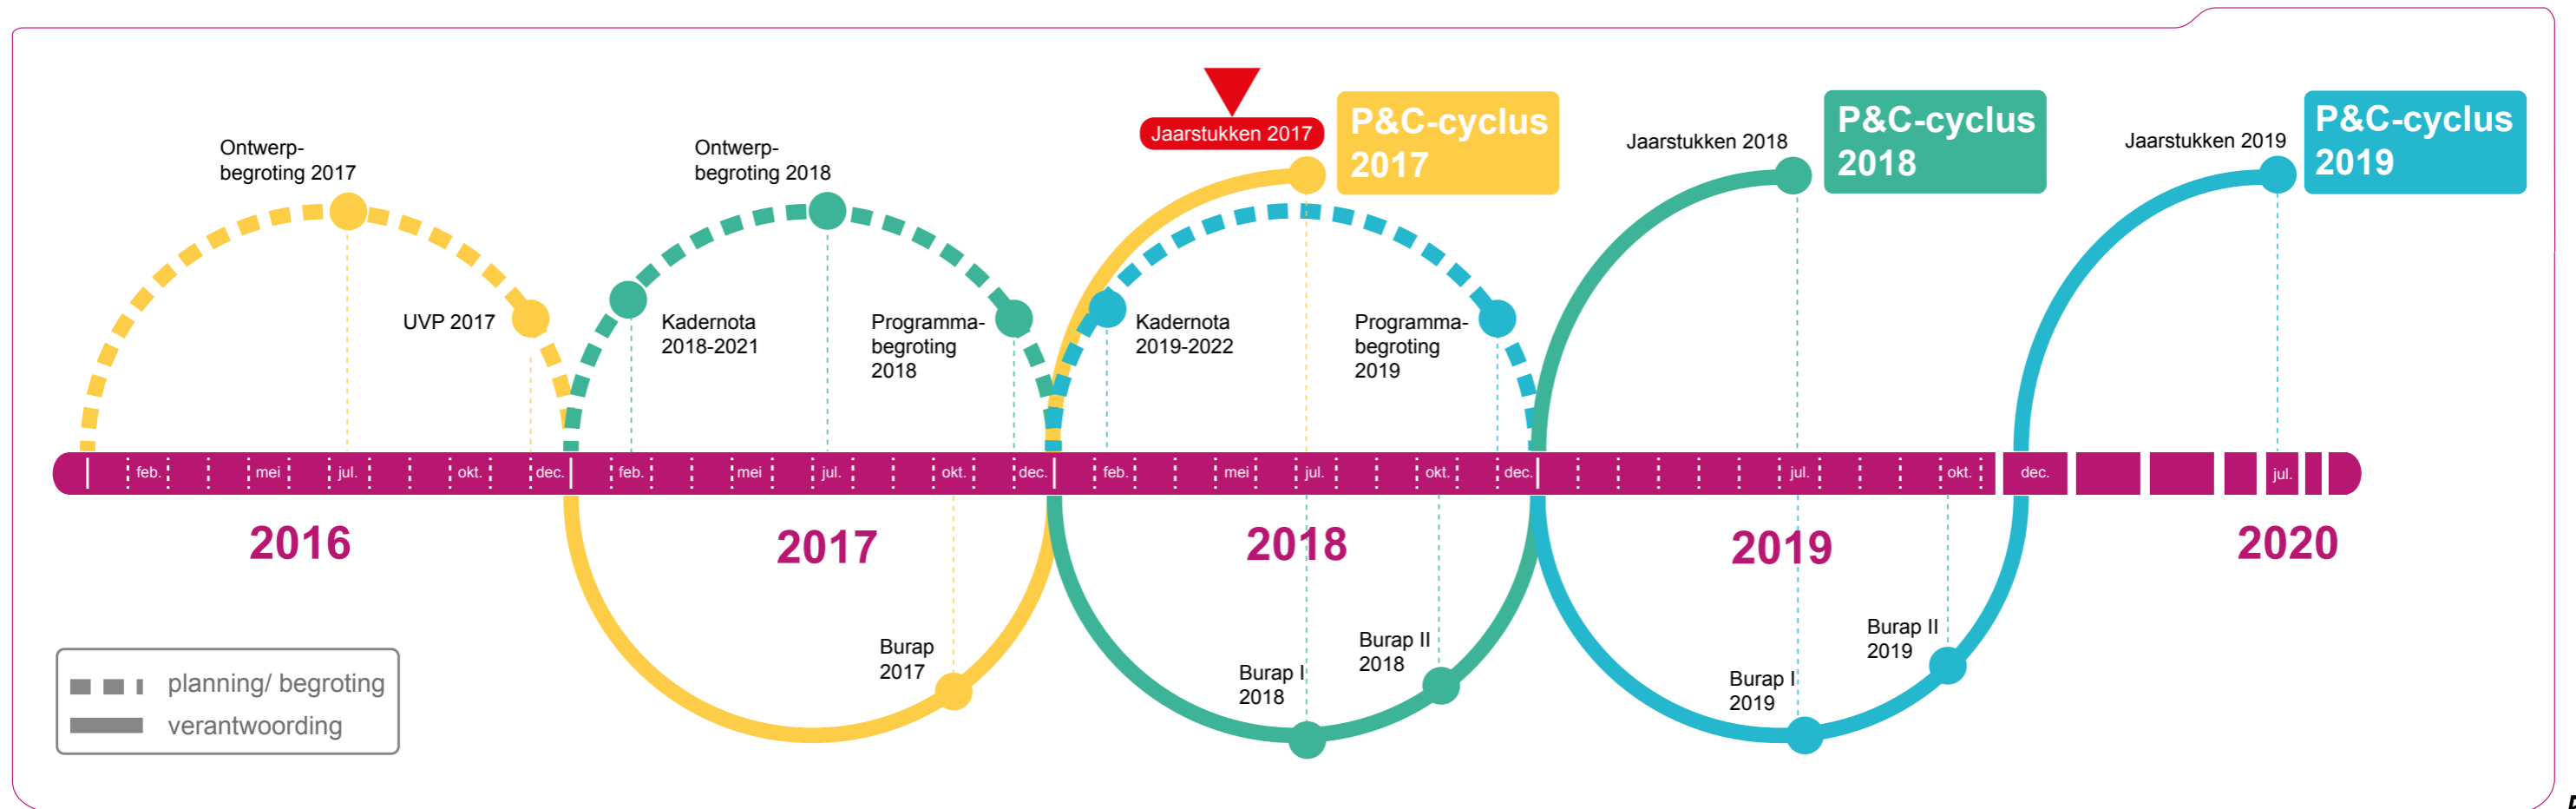 Ontwerp-
begroting 2017
UVP 2017
Ontwerp-
begroting 2018
Kadernota
2018-2021
Programma-
begroting
2018
Jaarstukken 2017
P&C-cyclus
2017
Kadernota
2019-2022
Programma-
begroting
2019
Jaarstukken 2018
P&C-cyclus
2018
Jaarstukken 2019
P&C-cyclus
2019
feb. mei jul. okt. dec. feb. mei jul. okt. dec. feb. mei jul. okt. dec. jul. okt. dec. jul.
2016
2017
2018
2019
2020
Burap
2017
Burap I
2018
Burap II
2018
Burap I
2019
Burap II
2019
planning/ begroting
verantwoording